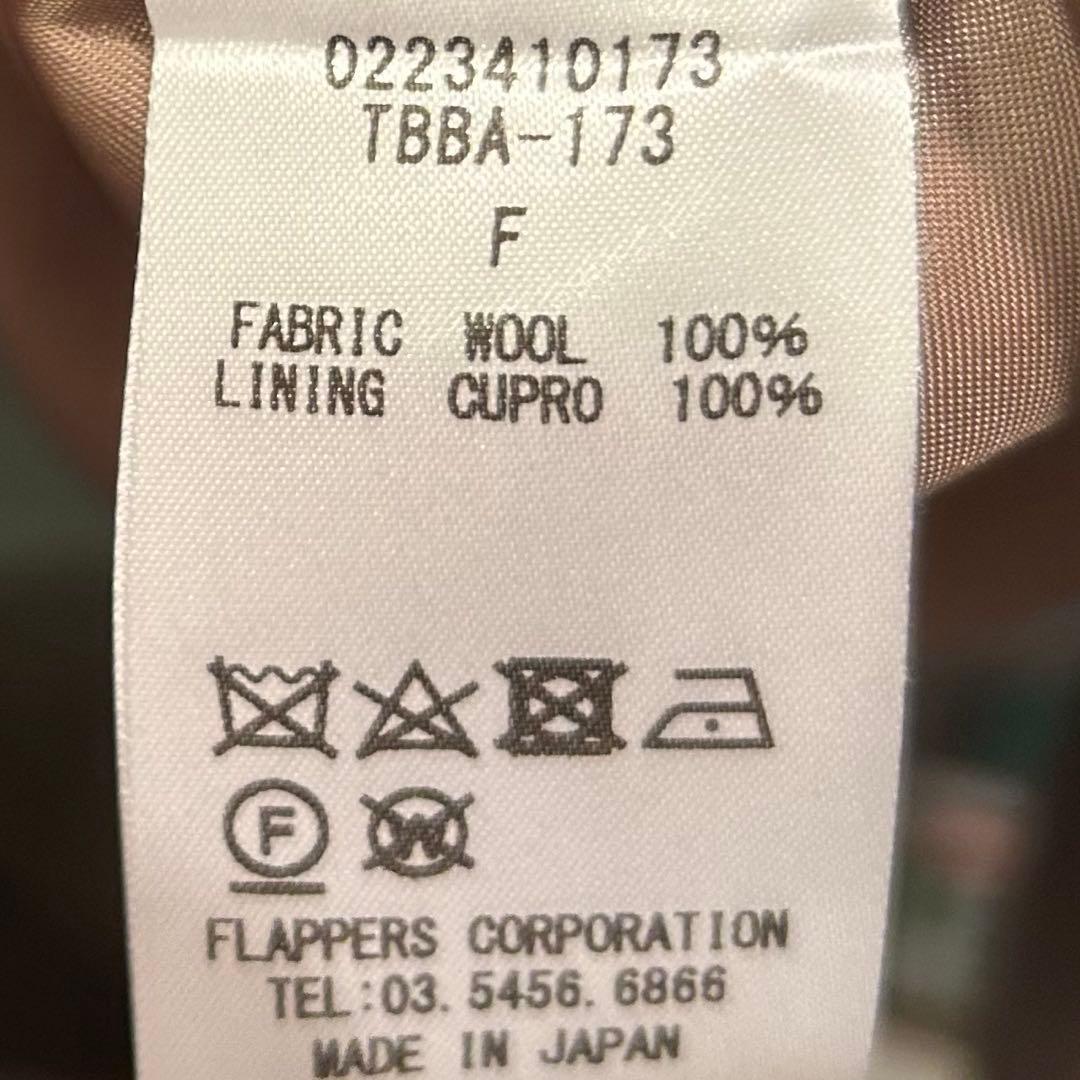 0223410173
TBBA-173
F
FABRIC WOOL 100%
LINING CUPRO 100%
F W
FLAPPERS CORPORATION
TEL:03. 5456. 6866
MADE IN JAPAN